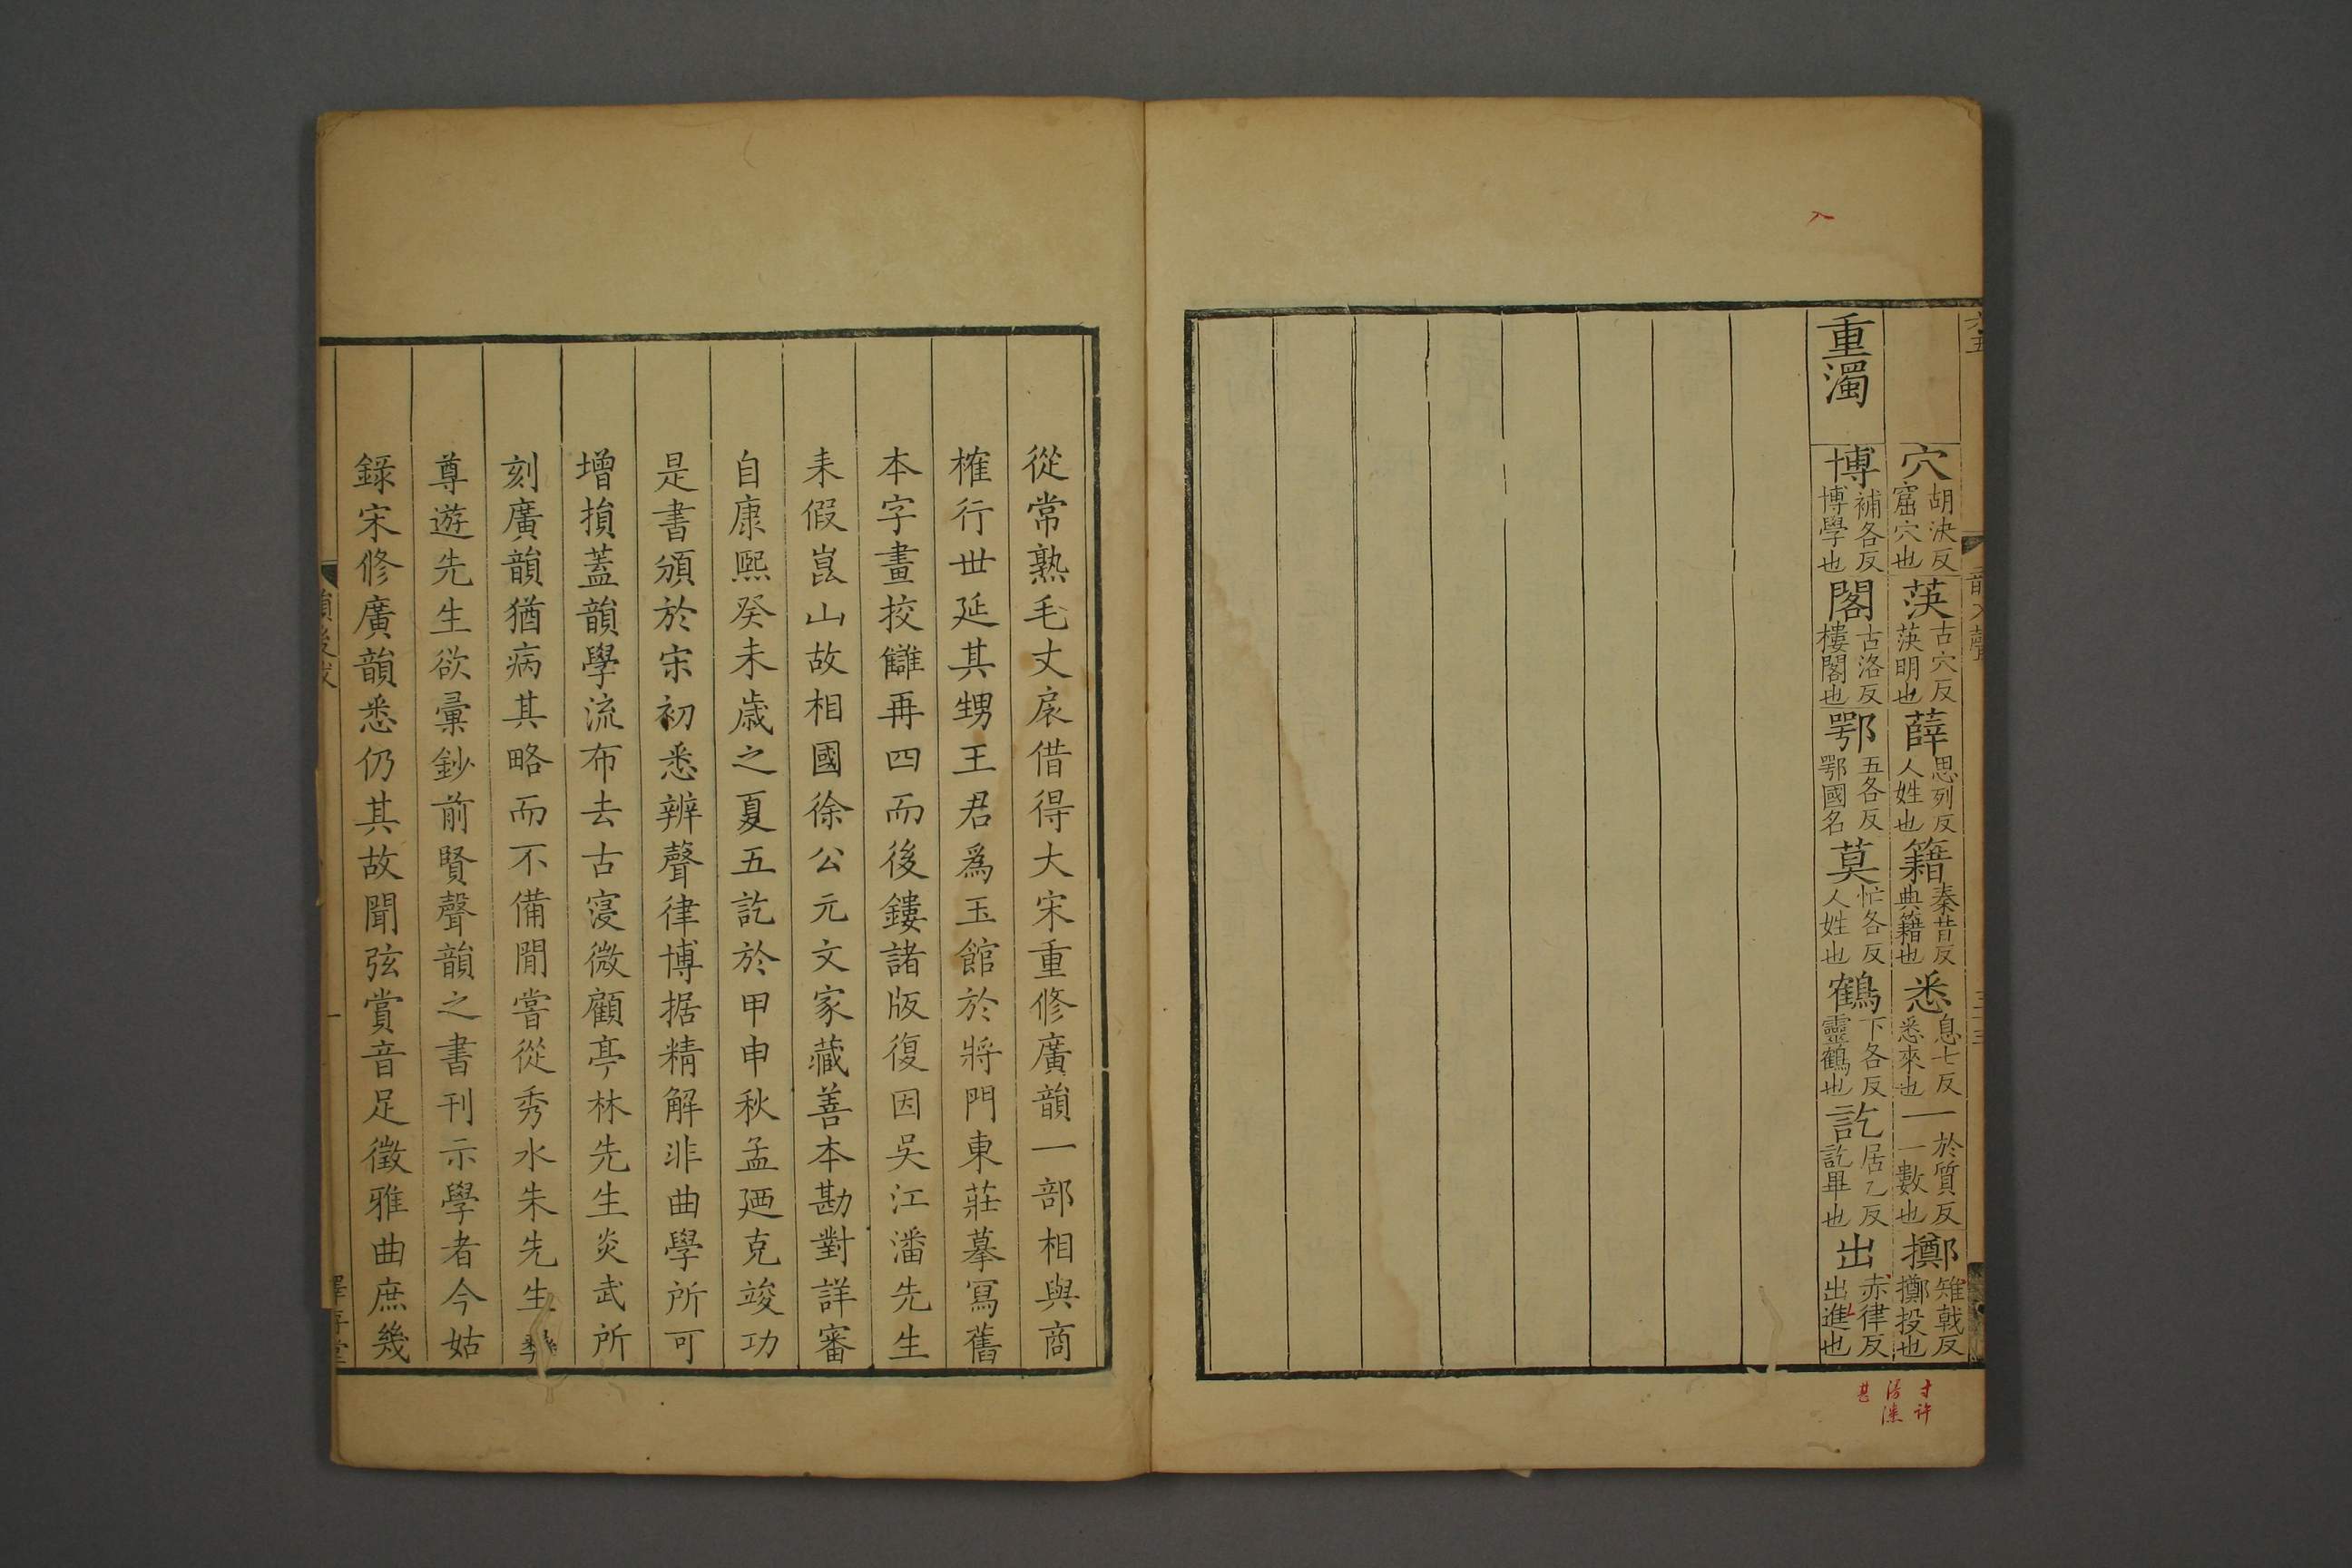 入
穴胡決反窟穴也 䒦古穴反䒦明也 薛思列反人姓也 籍秦昔反典籍也 悉息七反悉來也 一於質反一數也 擲雉戟反擲投也
重濁 博補各反博學也 閣古洛反樓閣也 鄂五各反鄂國名 莫忙各反人姓也 鶴下各反靈鶴也 訖居乙反訖畢也 出赤律反出進也
從常熟毛丈扆借得大宋重修廣韻一部相與商
榷行世延其甥王君爲玉館於將門東莊摹寫舊
本字畫挍讎再四而後鏤諸版復因吳江潘先生
耒假崑山故相國徐公元文家藏善本勘對詳審
自康熙癸未歲之夏五訖於甲申秋孟廼克竣功
是書頒於宋初悉辨聲律博据精解非曲學所可
增損蓋韻學流布去古寖微顧亭林先生炎武所
刻廣韻猶病其略而不備閒嘗從秀水朱先生彝
尊遊先生欲彙鈔前賢聲韻之書刊示學者今姑
錄宋修廣韻悉仍其故聞弦賞音足徵雅曲庶幾